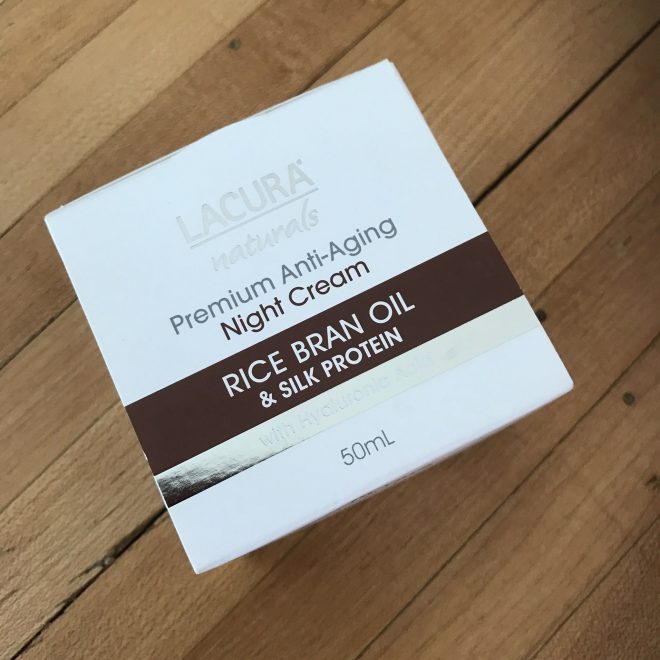 LACURA®
naturals
Premium Anti-Aging
Night Cream
RICE BRAN OIL
& SILK PROTEIN
with Hyaluronic Acid
50mL